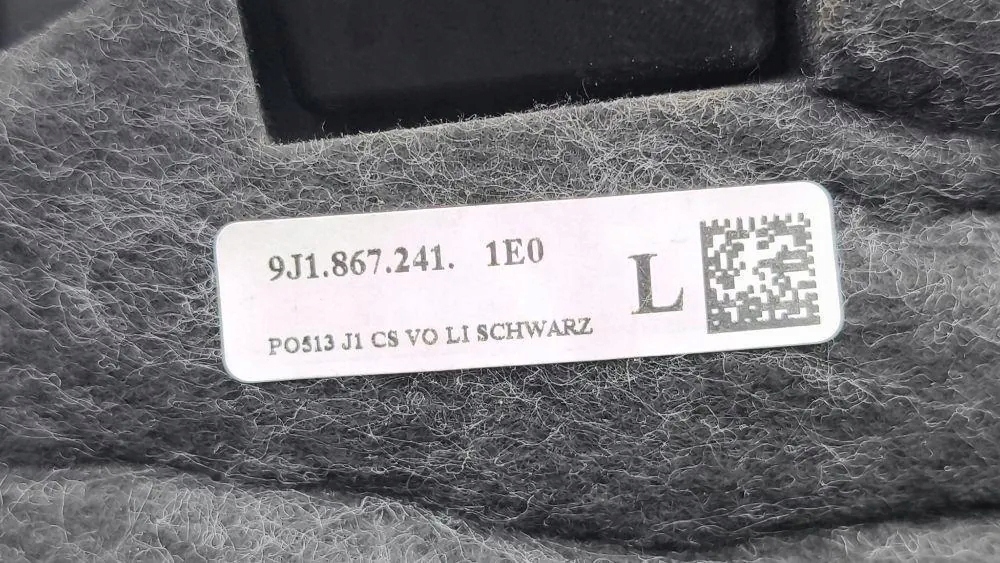 9J1.867.241. 1E0
L
PO513 J1 CS VO LI SCHWARZ